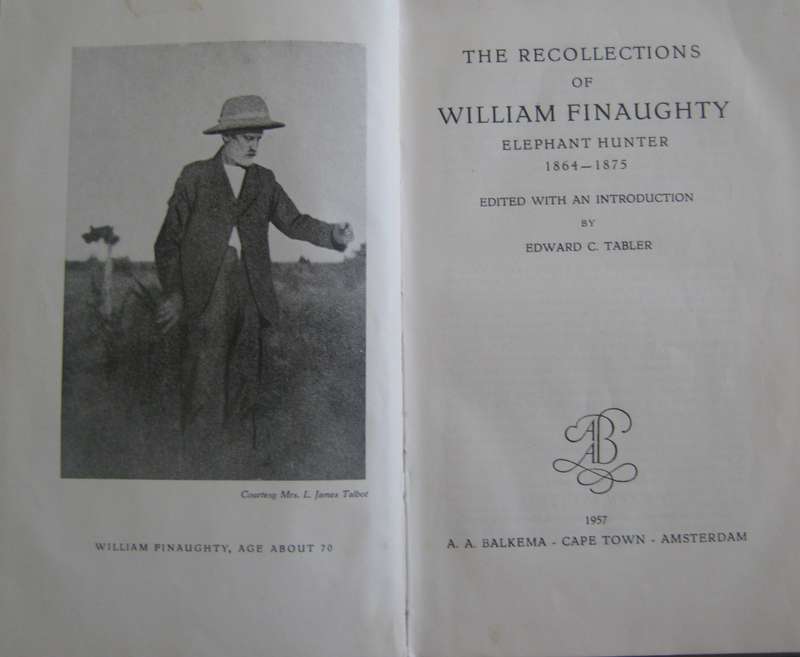 Courtesy Mrs. L. James Talbot
WILLIAM FINAUGHTY, AGE ABOUT 70
THE RECOLLECTIONS
OF
WILLIAM FINAUGHTY
ELEPHANT HUNTER
1864—1875
EDITED WITH AN INTRODUCTION
BY
EDWARD C. TABLER
AAB
1957
A. A. BALKEMA - CAPE TOWN - AMSTERDAM